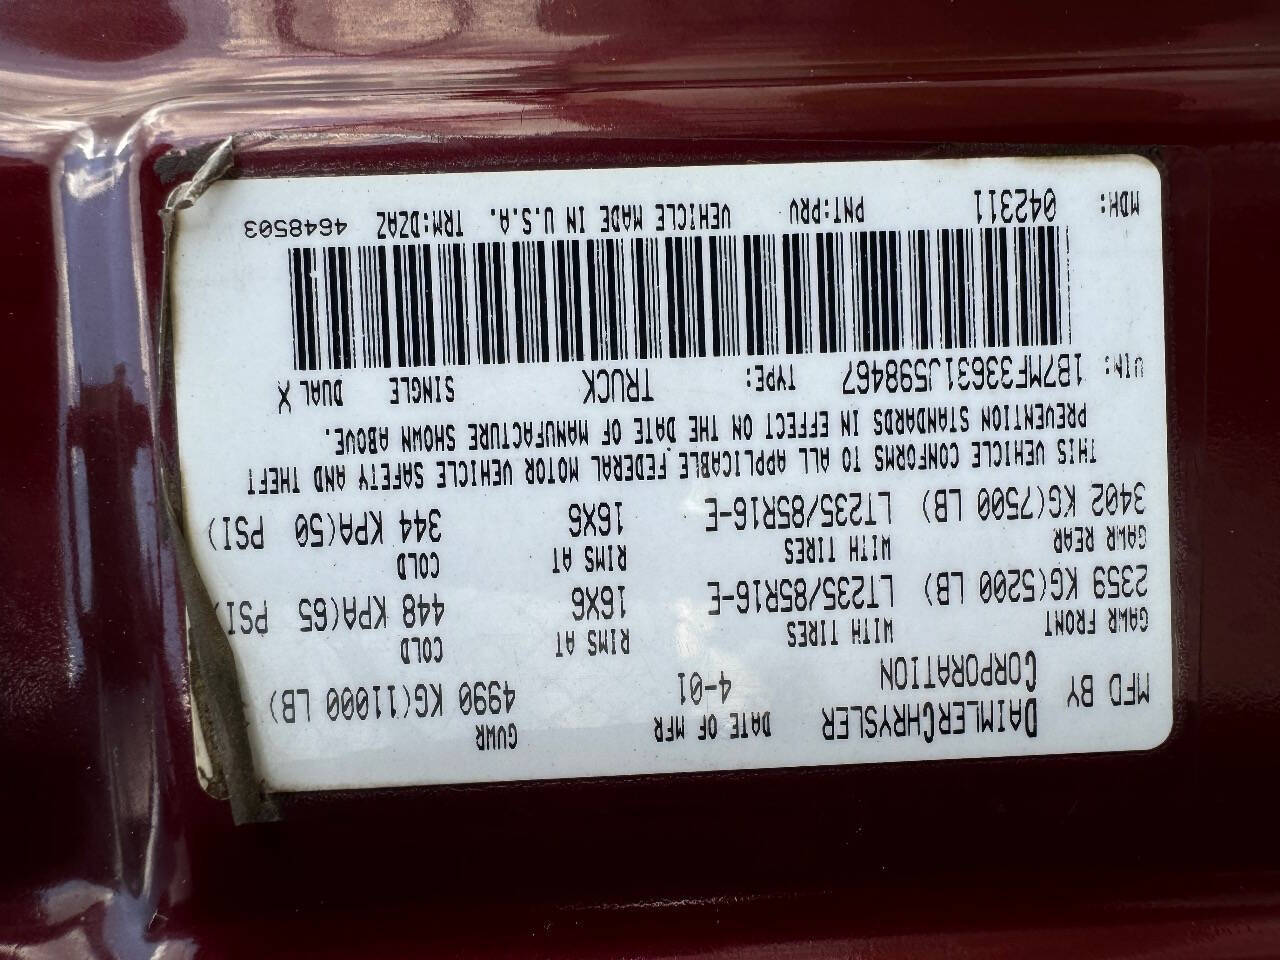 MFD BY DAIMLERCHRYSLER CORPORATION DATE OF MFR 4-01 GVWR 4990 KG(11000 LB)
GAWR FRONT WITH TIRES RIMS AT COLD
2359 KG(5200 LB) LT235/85R16-E 16X6 448 KPA(65 PSI)
GAWR REAR WITH TIRES RIMS AT COLD
3402 KG(7500 LB) LT235/85R16-E 16X6 344 KPA(50 PSI)
THIS VEHICLE CONFORMS TO ALL APPLICABLE FEDERAL MOTOR VEHICLE SAFETY AND THEFT
PREVENTION STANDARDS IN EFFECT ON THE DATE OF MANUFACTURE SHOWN ABOVE.
VIN: 1B7MF33631J598467 TYPE: TRUCK SINGLE DUAL X
MDH: 042311 PNT:PRV VEHICLE MADE IN U.S.A. TRM:DZAZ 4648503